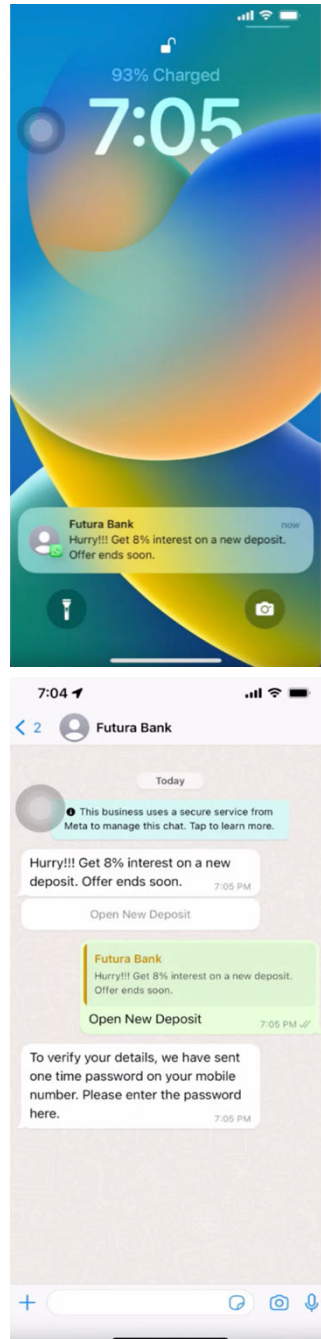 93% Charged
7:05
Futura Bank now
Hurry!!! Get 8% interest on a new deposit.
Offer ends soon.
7:04
2 Futura Bank
Today
This business uses a secure service from
Meta to manage this chat. Tap to learn more.
Hurry!!! Get 8% interest on a new
deposit. Offer ends soon. 7:05 PM
Open New Deposit
Futura Bank
Hurry!!! Get 8% interest on a new deposit.
Offer ends soon.
Open New Deposit 7:05 PM
To verify your details, we have sent
one time password on your mobile
number. Please enter the password
here. 7:05 PM